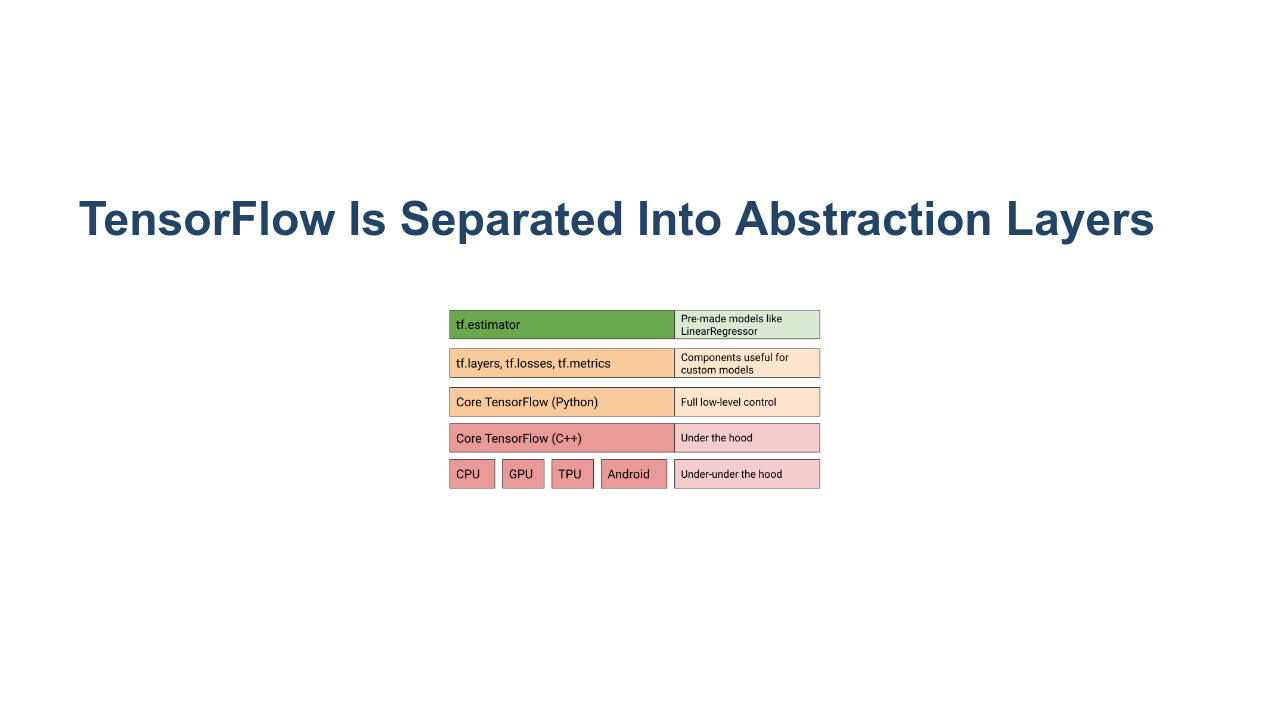 TensorFlow Is Separated Into Abstraction Layers
tf.estimator
Pre-made models like
LinearRegressor
tf.layers, tf.losses, tf.metrics
Components useful for
custom models
Core TensorFlow (Python)
Full low-level control
Core TensorFlow (C++)
Under the hood
CPU
GPU
TPU
Android
Under-under the hood